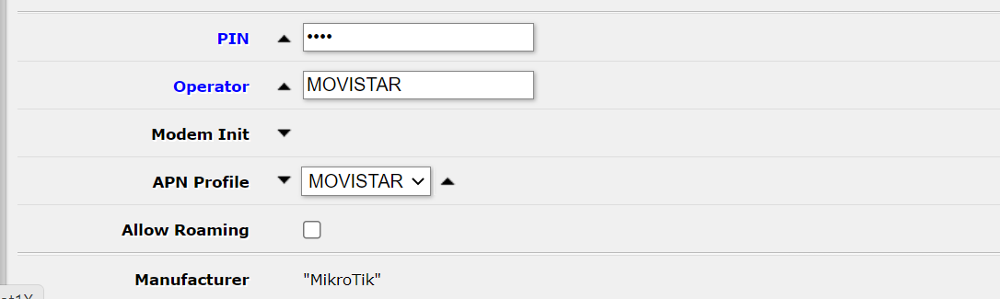 PIN ••••
Operator MOVISTAR
Modem Init
APN Profile MOVISTAR
Allow Roaming
Manufacturer "MikroTik"